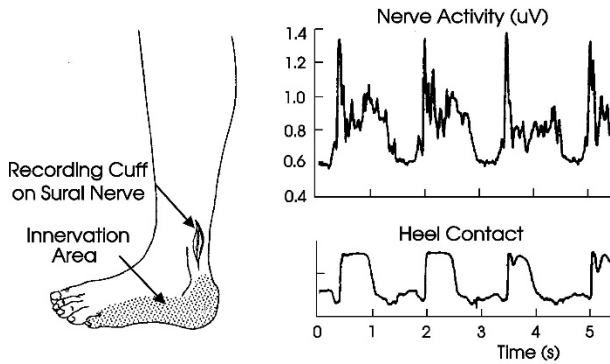 Nerve Activity (uV)
1.4
1.2
1.0
0.8
0.6
0.4
Recording Cuff
on Sural Nerve
Innervation
Area
Heel Contact
0 1 2 3 4 5
Time (s)